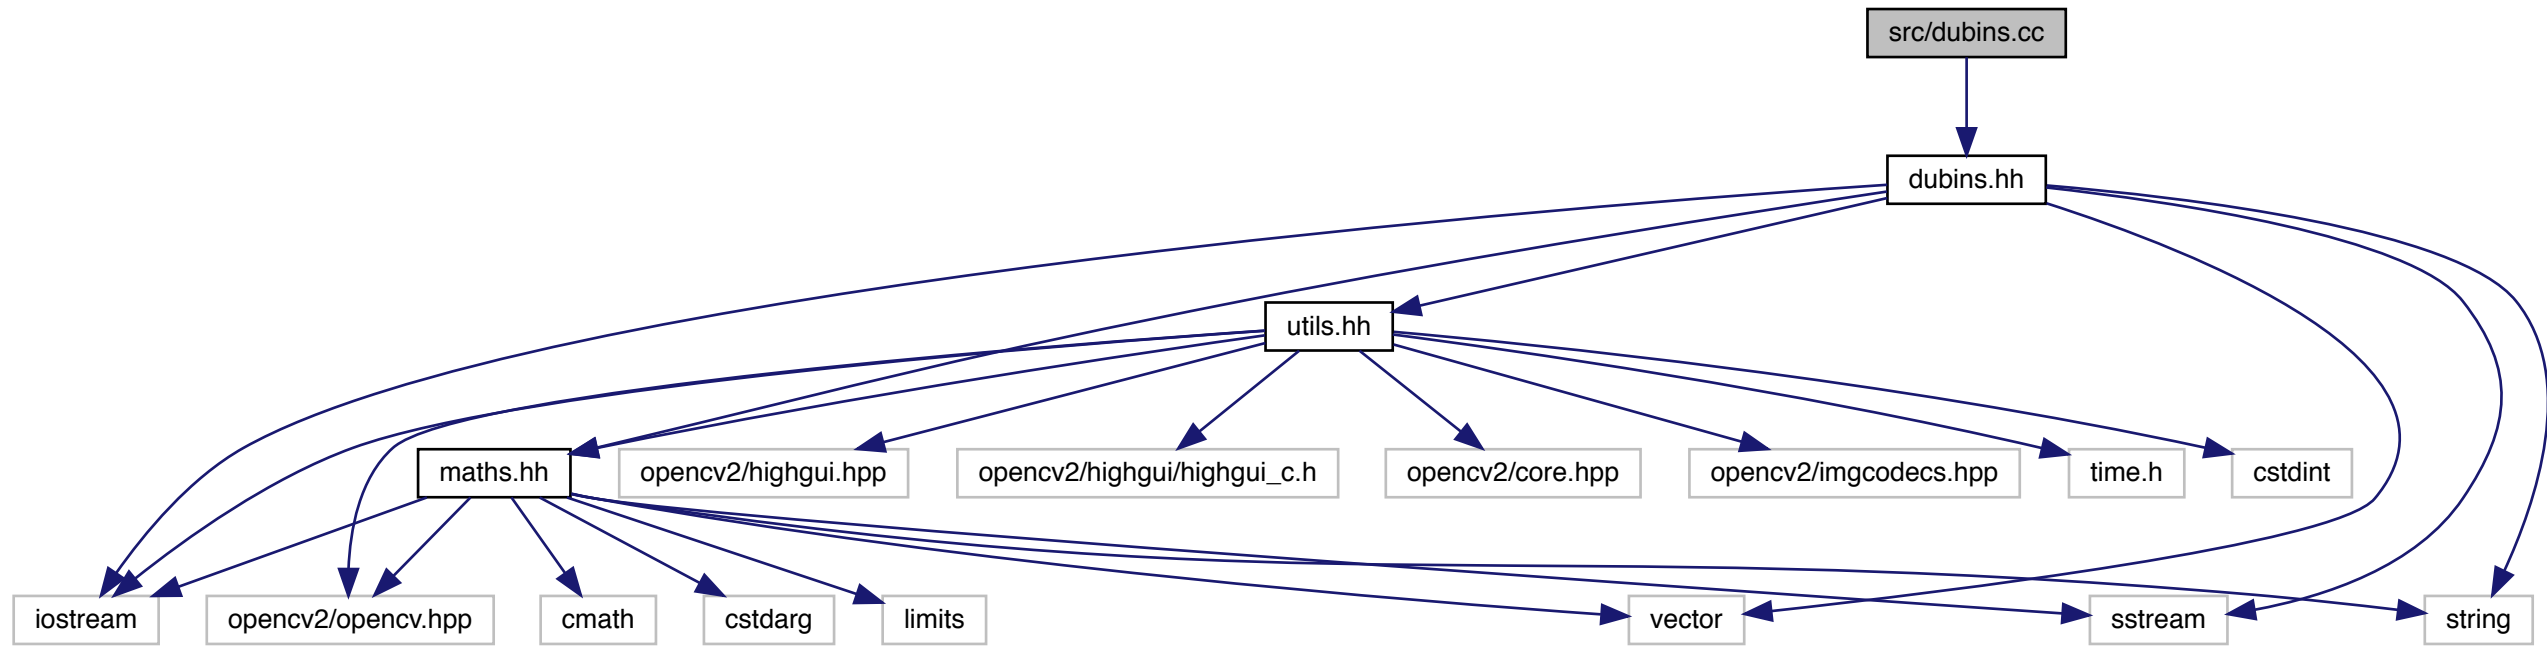 src/dubins.cc
dubins.hh
utils.hh
maths.hh
opencv2/highgui.hpp
opencv2/highgui/highgui_c.h
opencv2/core.hpp
opencv2/imgcodecs.hpp
time.h
cstdint
iostream
opencv2/opencv.hpp
cmath
cstdarg
limits
vector
sstream
string